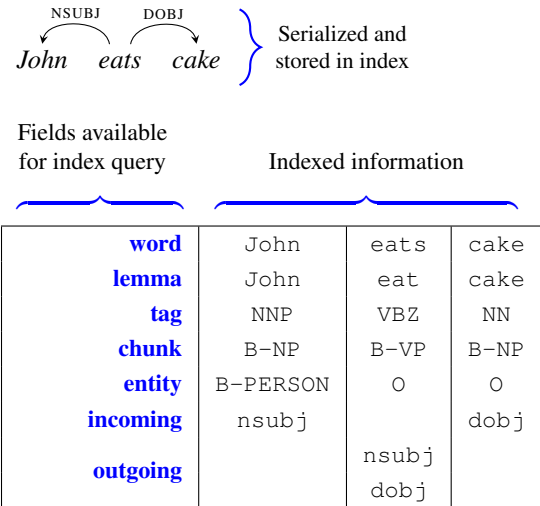 NSUBJ DOBJ
John eats cake
Serialized and
stored in index
Fields available
for index query
Indexed information
word John eats cake
lemma John eat cake
tag NNP VBZ NN
chunk B-NP B-VP B-NP
entity B-PERSON O O
incoming nsubj dobj
outgoing nsubj
dobj